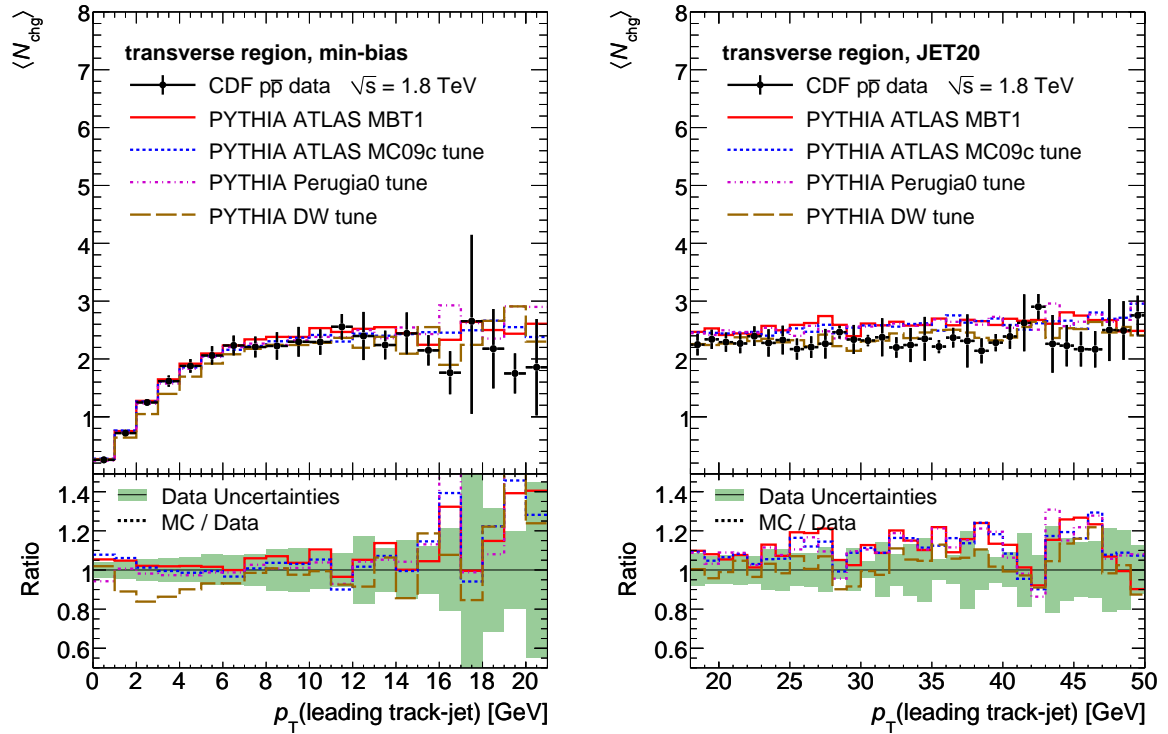 ⟨N_chg⟩
8
7
6
5
4
3
2
1
transverse region, min-bias
CDF pp̄ data √s = 1.8 TeV
PYTHIA ATLAS MBT1
PYTHIA ATLAS MC09c tune
PYTHIA Perugia0 tune
PYTHIA DW tune
Ratio
1.4
1.2
1
0.8
0.6
Data Uncertainties
MC / Data
0 2 4 6 8 10 12 14 16 18 20
p_T(leading track-jet) [GeV]
⟨N_chg⟩
8
7
6
5
4
3
2
1
transverse region, JET20
CDF pp̄ data √s = 1.8 TeV
PYTHIA ATLAS MBT1
PYTHIA ATLAS MC09c tune
PYTHIA Perugia0 tune
PYTHIA DW tune
Ratio
1.4
1.2
1
0.8
0.6
Data Uncertainties
MC / Data
20 25 30 35 40 45 50
p_T(leading track-jet) [GeV]